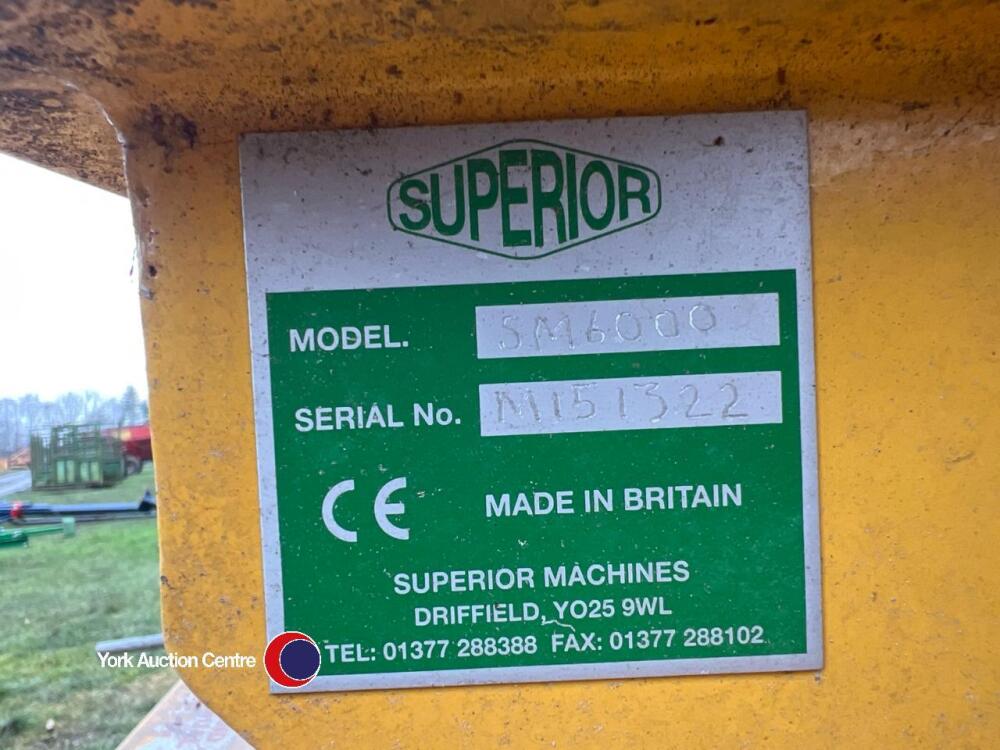 SUPERIOR
MODEL. SM6000
SERIAL No. M151322
CE MADE IN BRITAIN
SUPERIOR MACHINES
DRIFFIELD, YO25 9WL
TEL: 01377 288388 FAX: 01377 288102
York Auction Centre